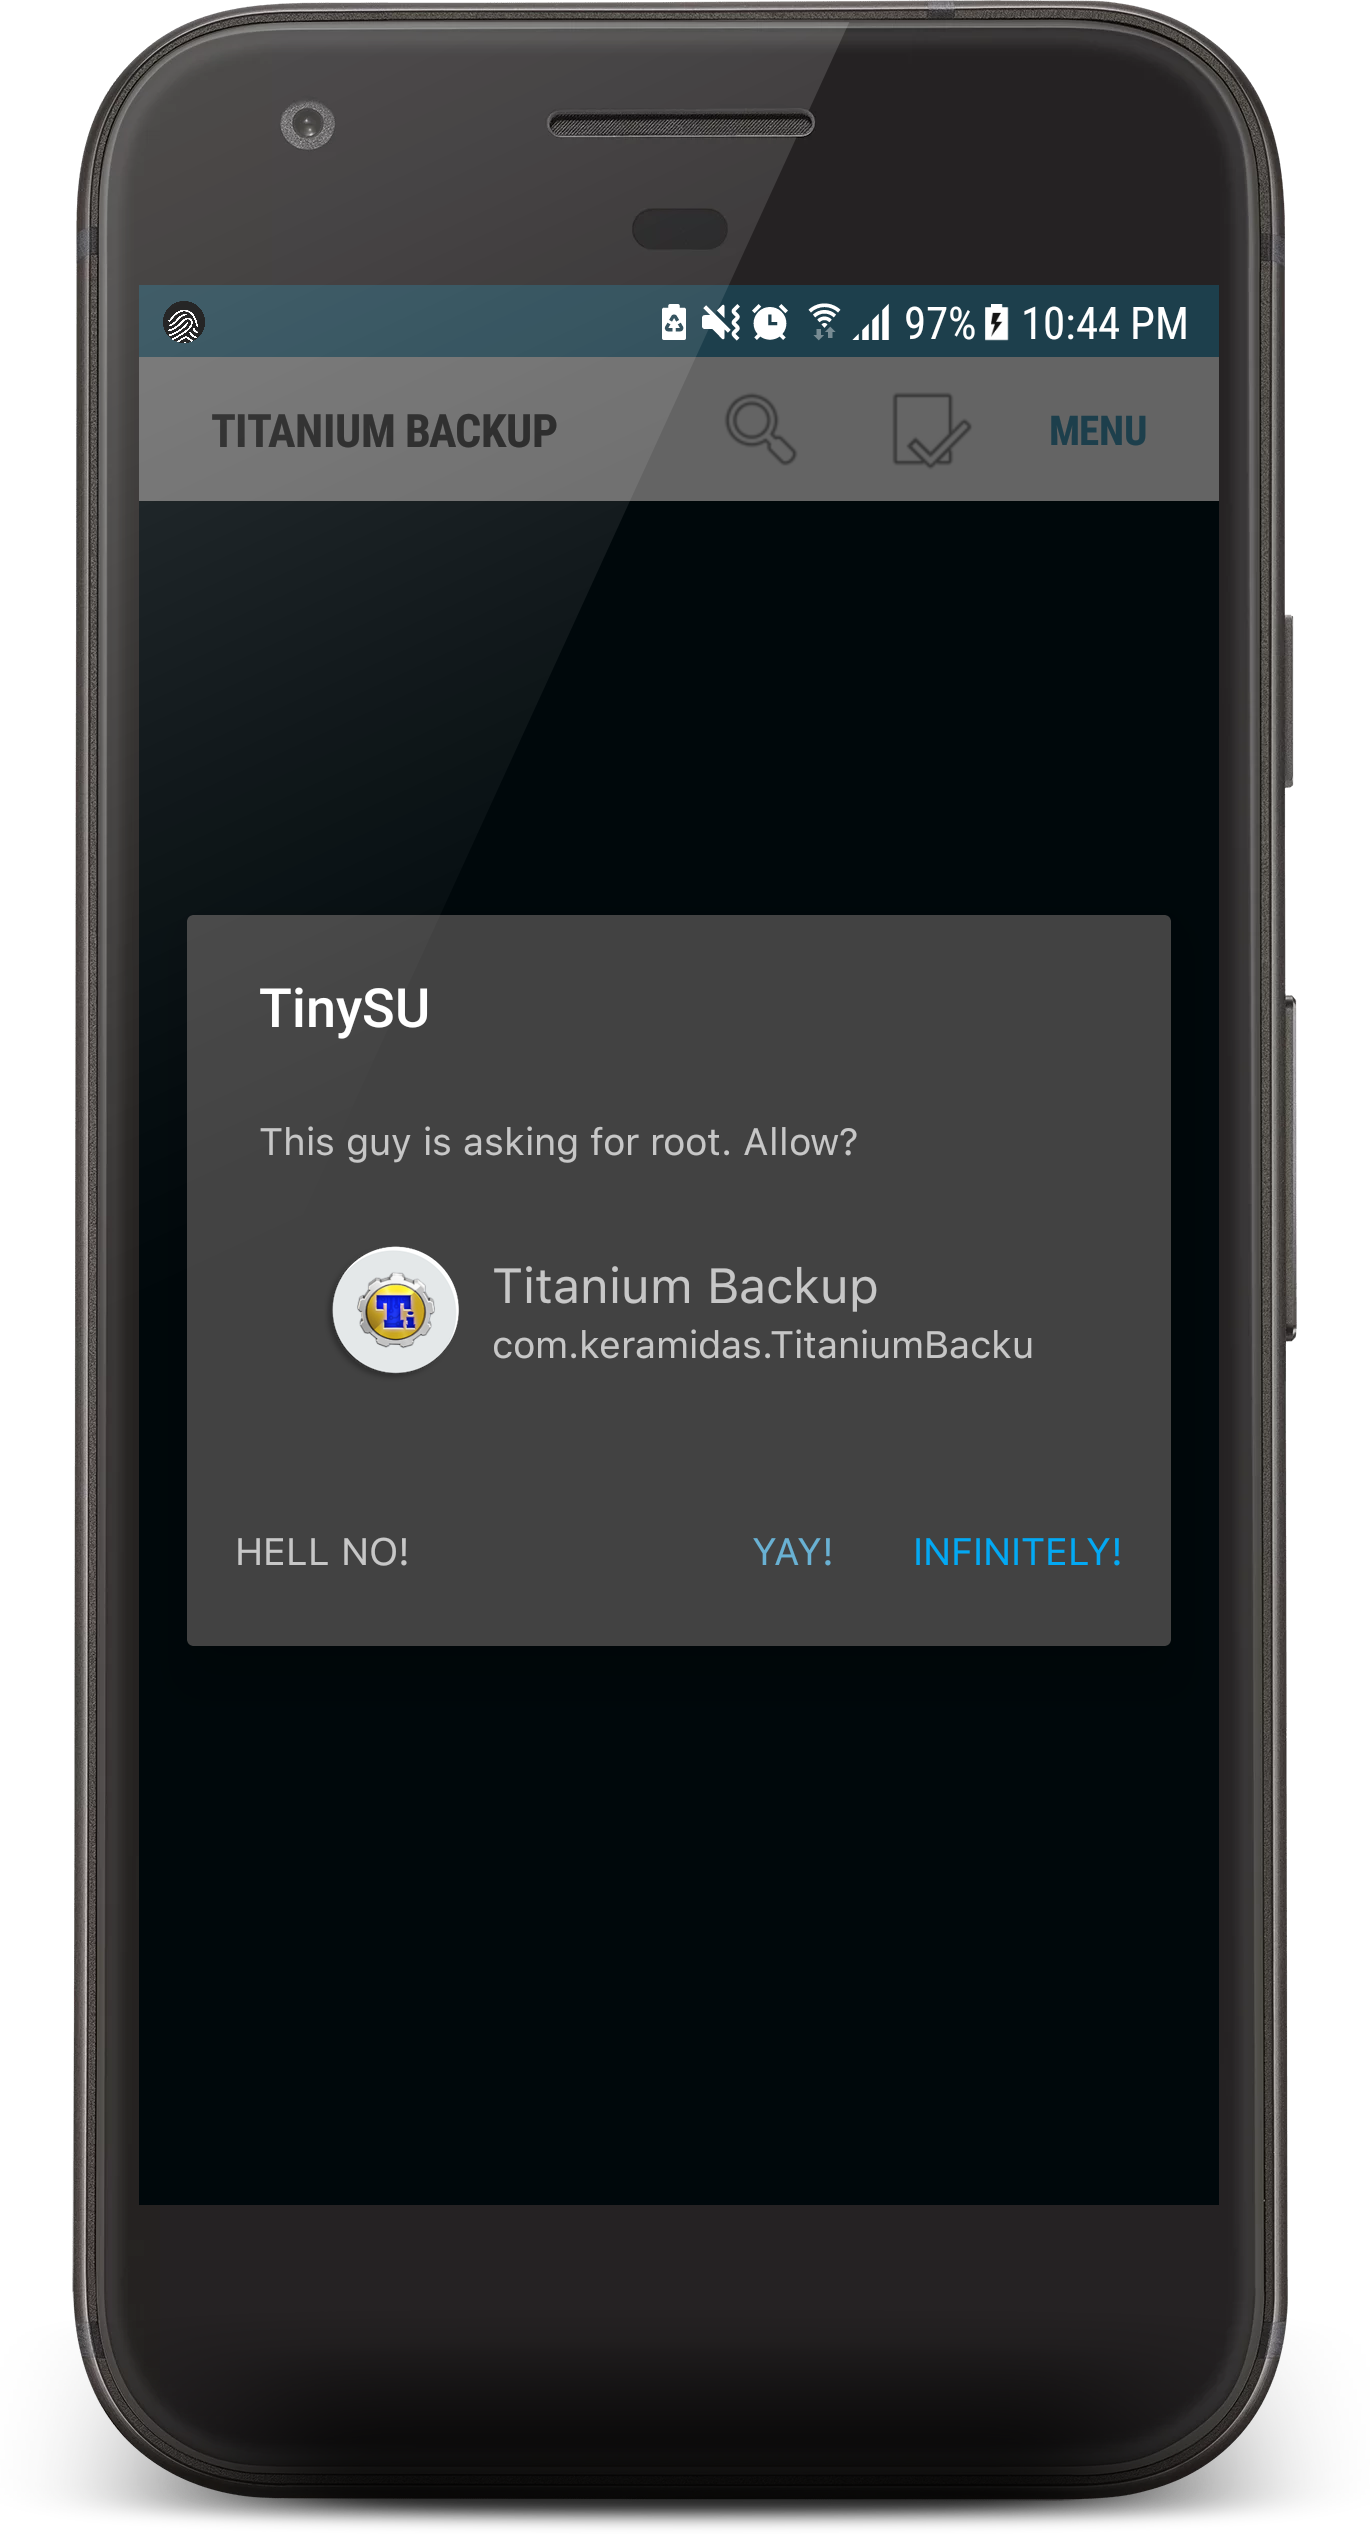 97% 10:44 PM
TITANIUM BACKUP MENU
TinySU
This guy is asking for root. Allow?
Ti
Titanium Backup
com.keramidas.TitaniumBacku
HELL NO! YAY! INFINITELY!